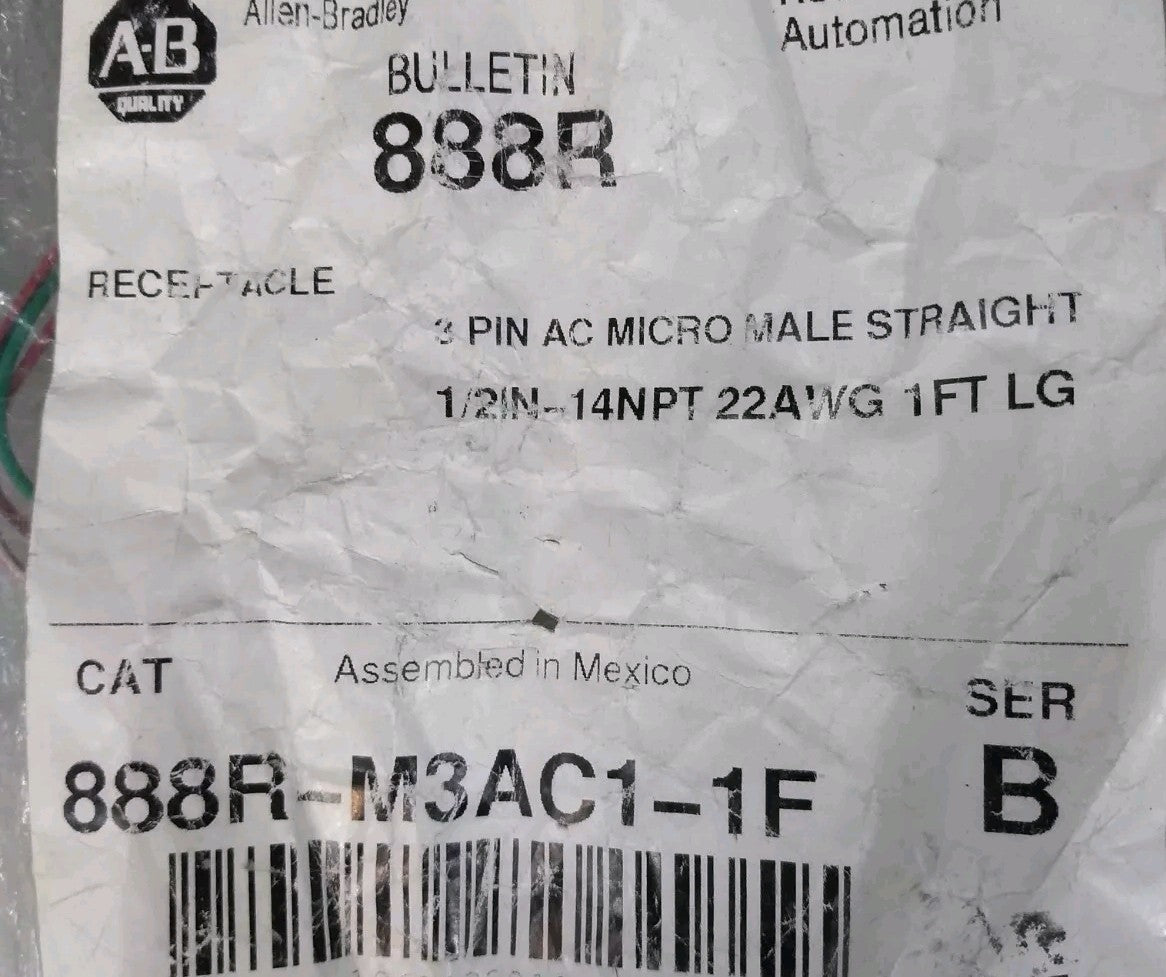 Allen-Bradley
A-B
QUALITY
Automation
BULLETIN
888R
RECEPTACLE
3 PIN AC MICRO MALE STRAIGHT
1/2IN-14NPT 22AWG 1FT LG
CAT
Assembled in Mexico
SER
888R-M3AC1-1F
B